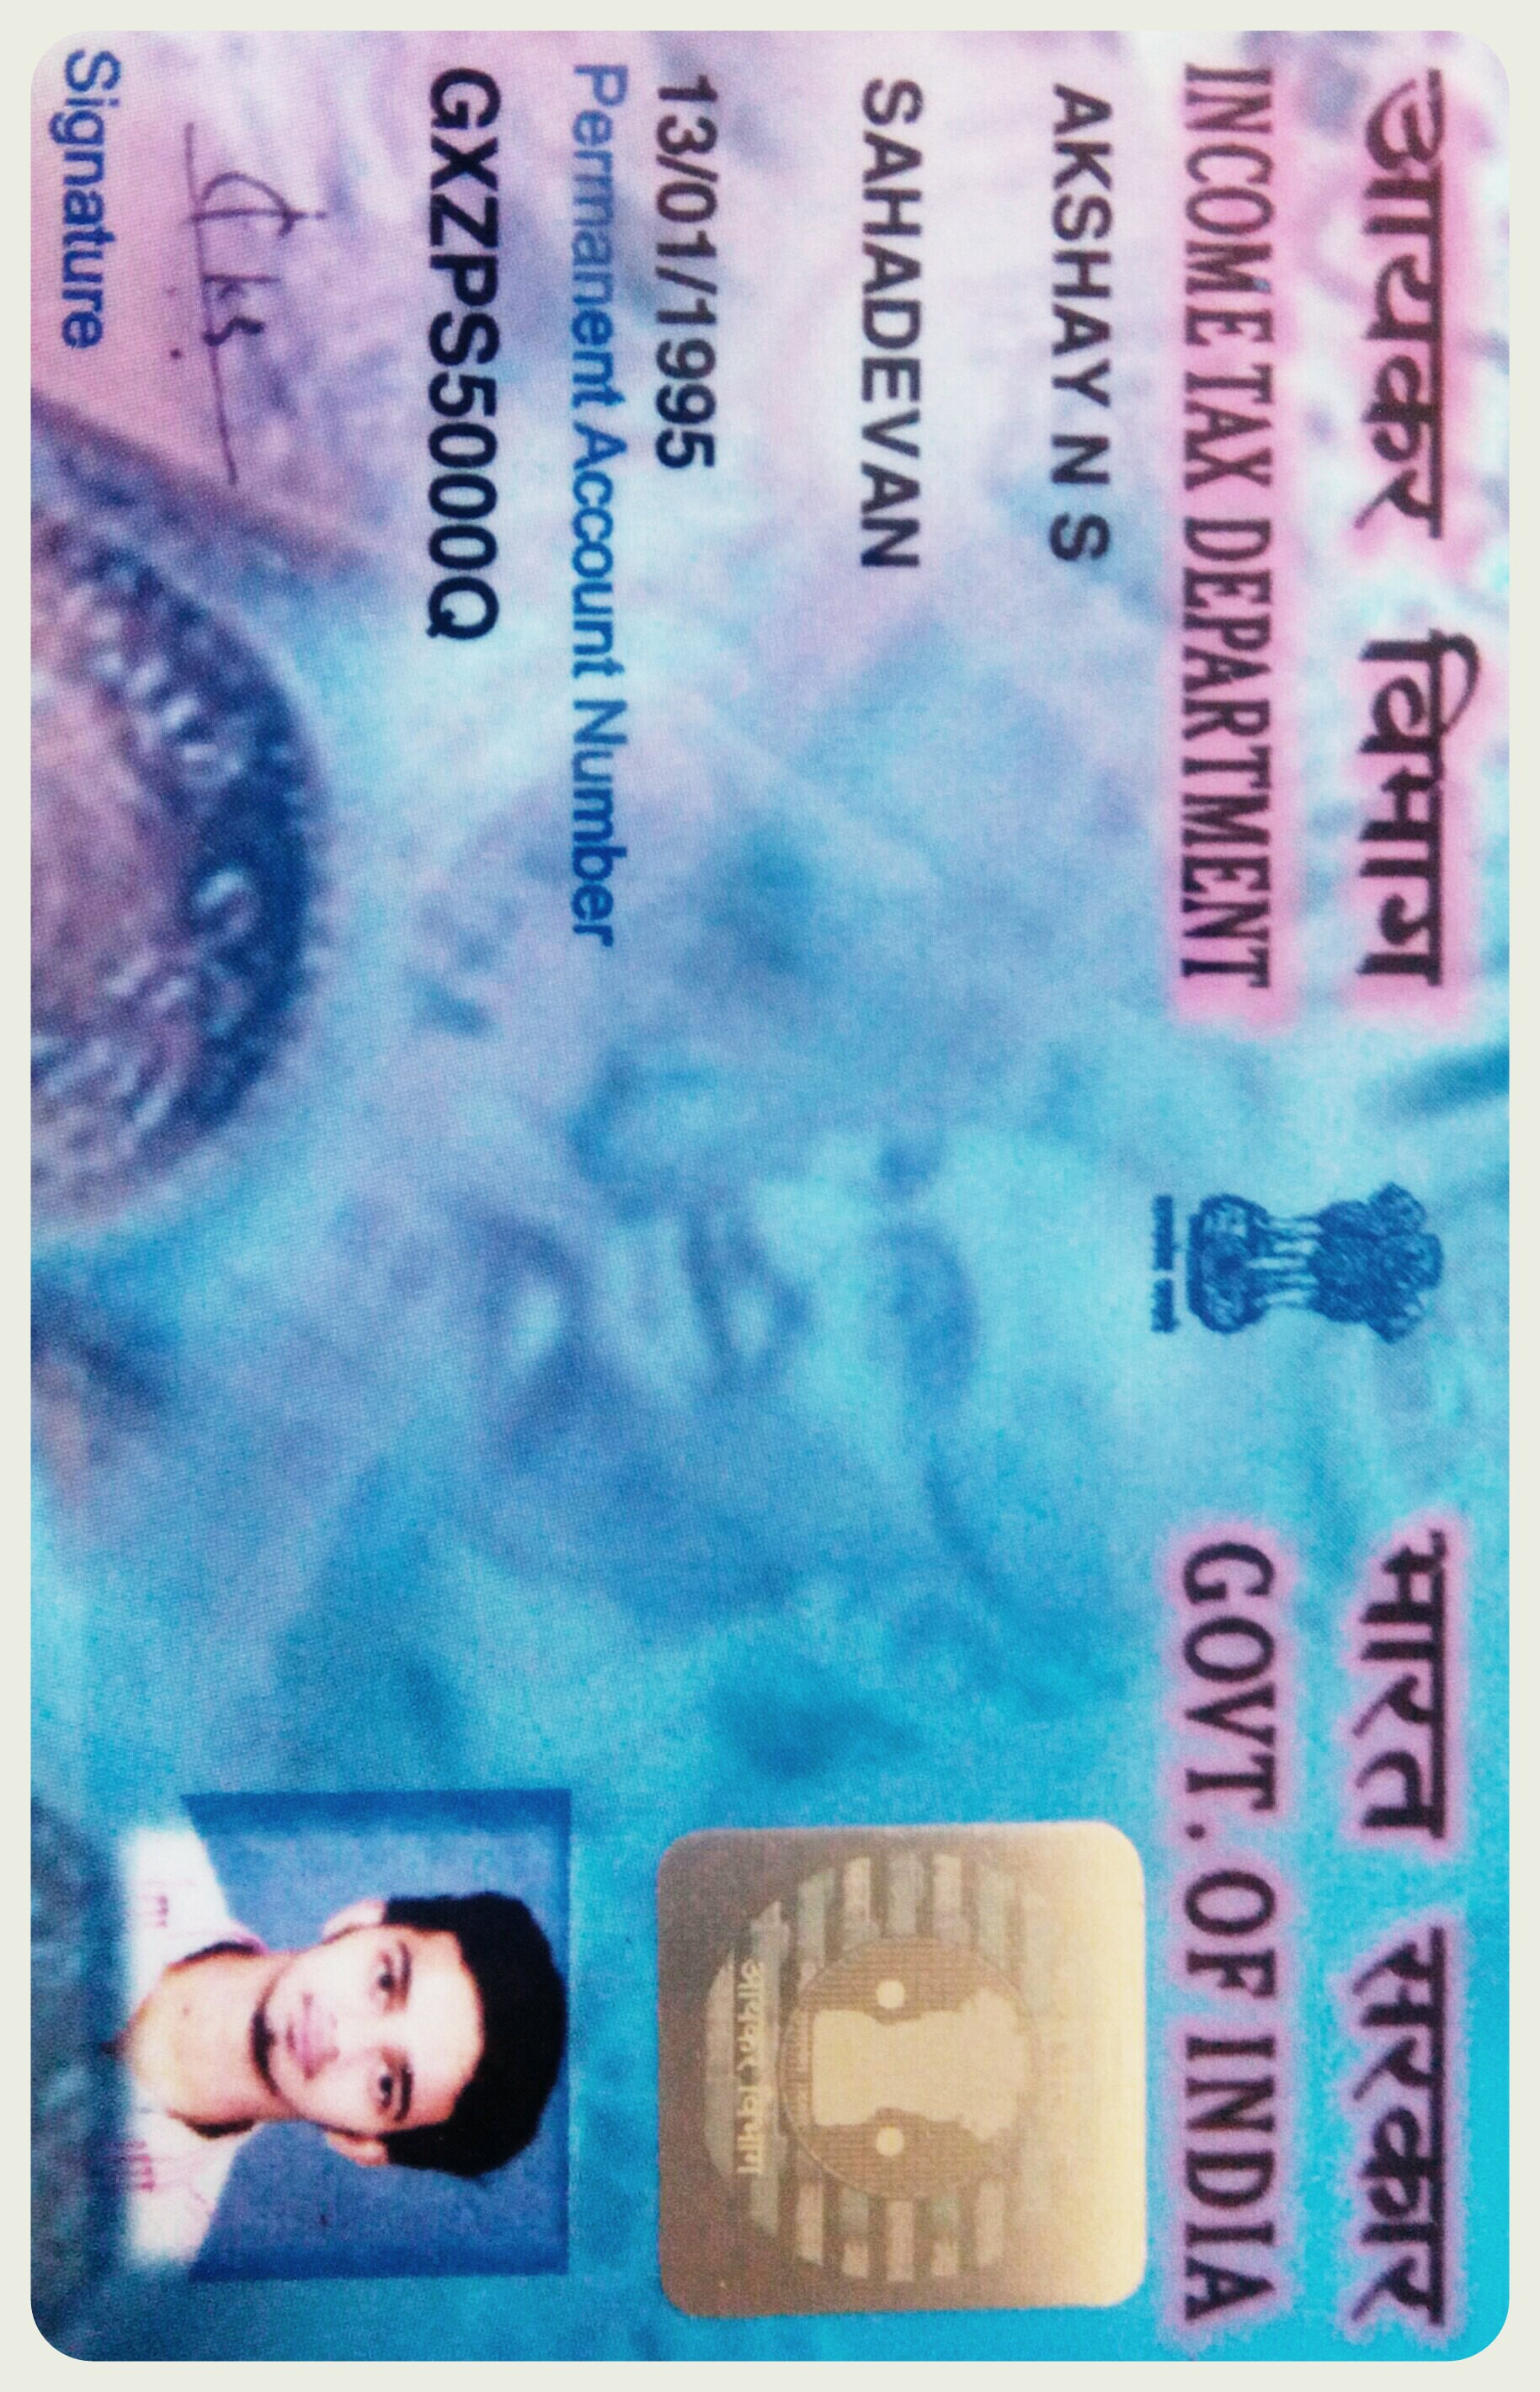 आयकर विभाग
INCOME TAX DEPARTMENT
भारत सरकार
GOVT. OF INDIA
AKSHAY N S
SAHADEVAN
13/01/1995
Permanent Account Number
GXZPS5000Q
Signature
आयकर विभाग